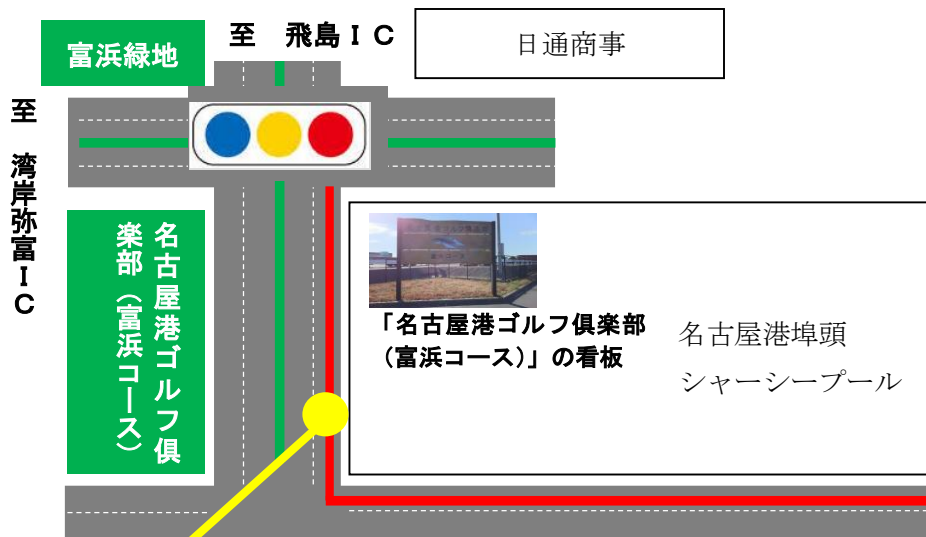 富浜緑地
至　飛島ＩＣ
日通商事
至　湾岸弥富ＩＣ
名古屋港ゴルフ倶
楽部（富浜コース）
「名古屋港ゴルフ倶楽部
（富浜コース）」の看板
名古屋港埠頭
シャーシープール